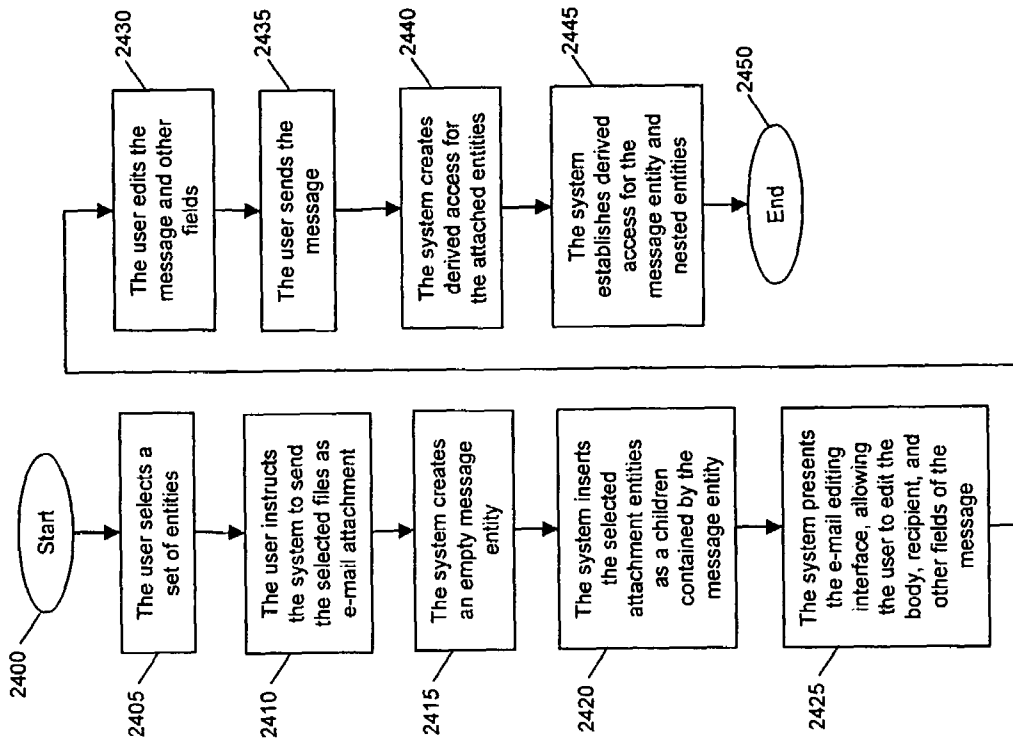 2400
Start
2405
The user selects a
set of entities
2410
The user instructs
the system to send
the selected files as
e-mail attachment
2415
The system creates
an empty message
entity
2420
The system inserts
the selected
attachment entities
as a children
contained by the
message entity
2425
The system presents
the e-mail editing
interface, allowing
the user to edit the
body, recipient, and
other fields of the
message
2430
The user edits the
message and other
fields
2435
The user sends the
message
2440
The system creates
derived access for
the attached entities
2445
The system
establishes derived
access for the
message entity and
nested entities
2450
End